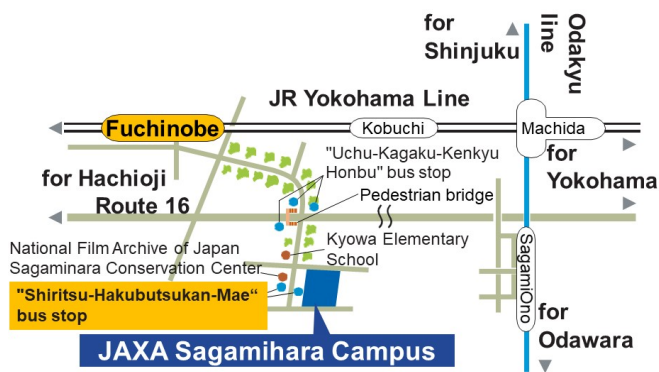 for
Shinjuku
Odakyu
line
JR Yokohama Line
Fuchinobe
Kobuchi
Machida
"Uchu-Kagaku-Kenkyu
Honbu" bus stop
for
Yokohama
for Hachioji
Route 16
Pedestrian bridge
Kyowa Elementary
School
National Film Archive of Japan
Sagaminara Conservation Center
"Shiritsu-Hakubutsukan-Mae“
bus stop
SagamiOno
for
Odawara
JAXA Sagamihara Campus